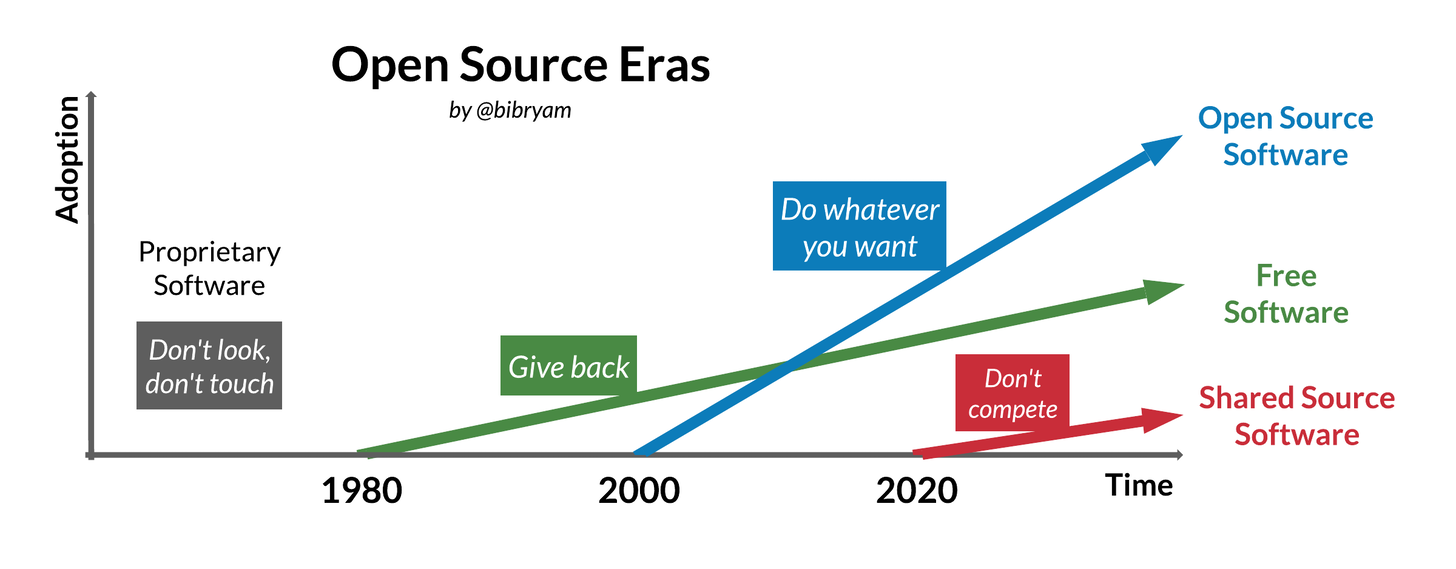 Open Source Eras
by @bibryam
Adoption
Proprietary
Software
Don't look,
don't touch
Give back
Do whatever
you want
Don't
compete
Open Source
Software
Free
Software
Shared Source
Software
1980
2000
2020
Time